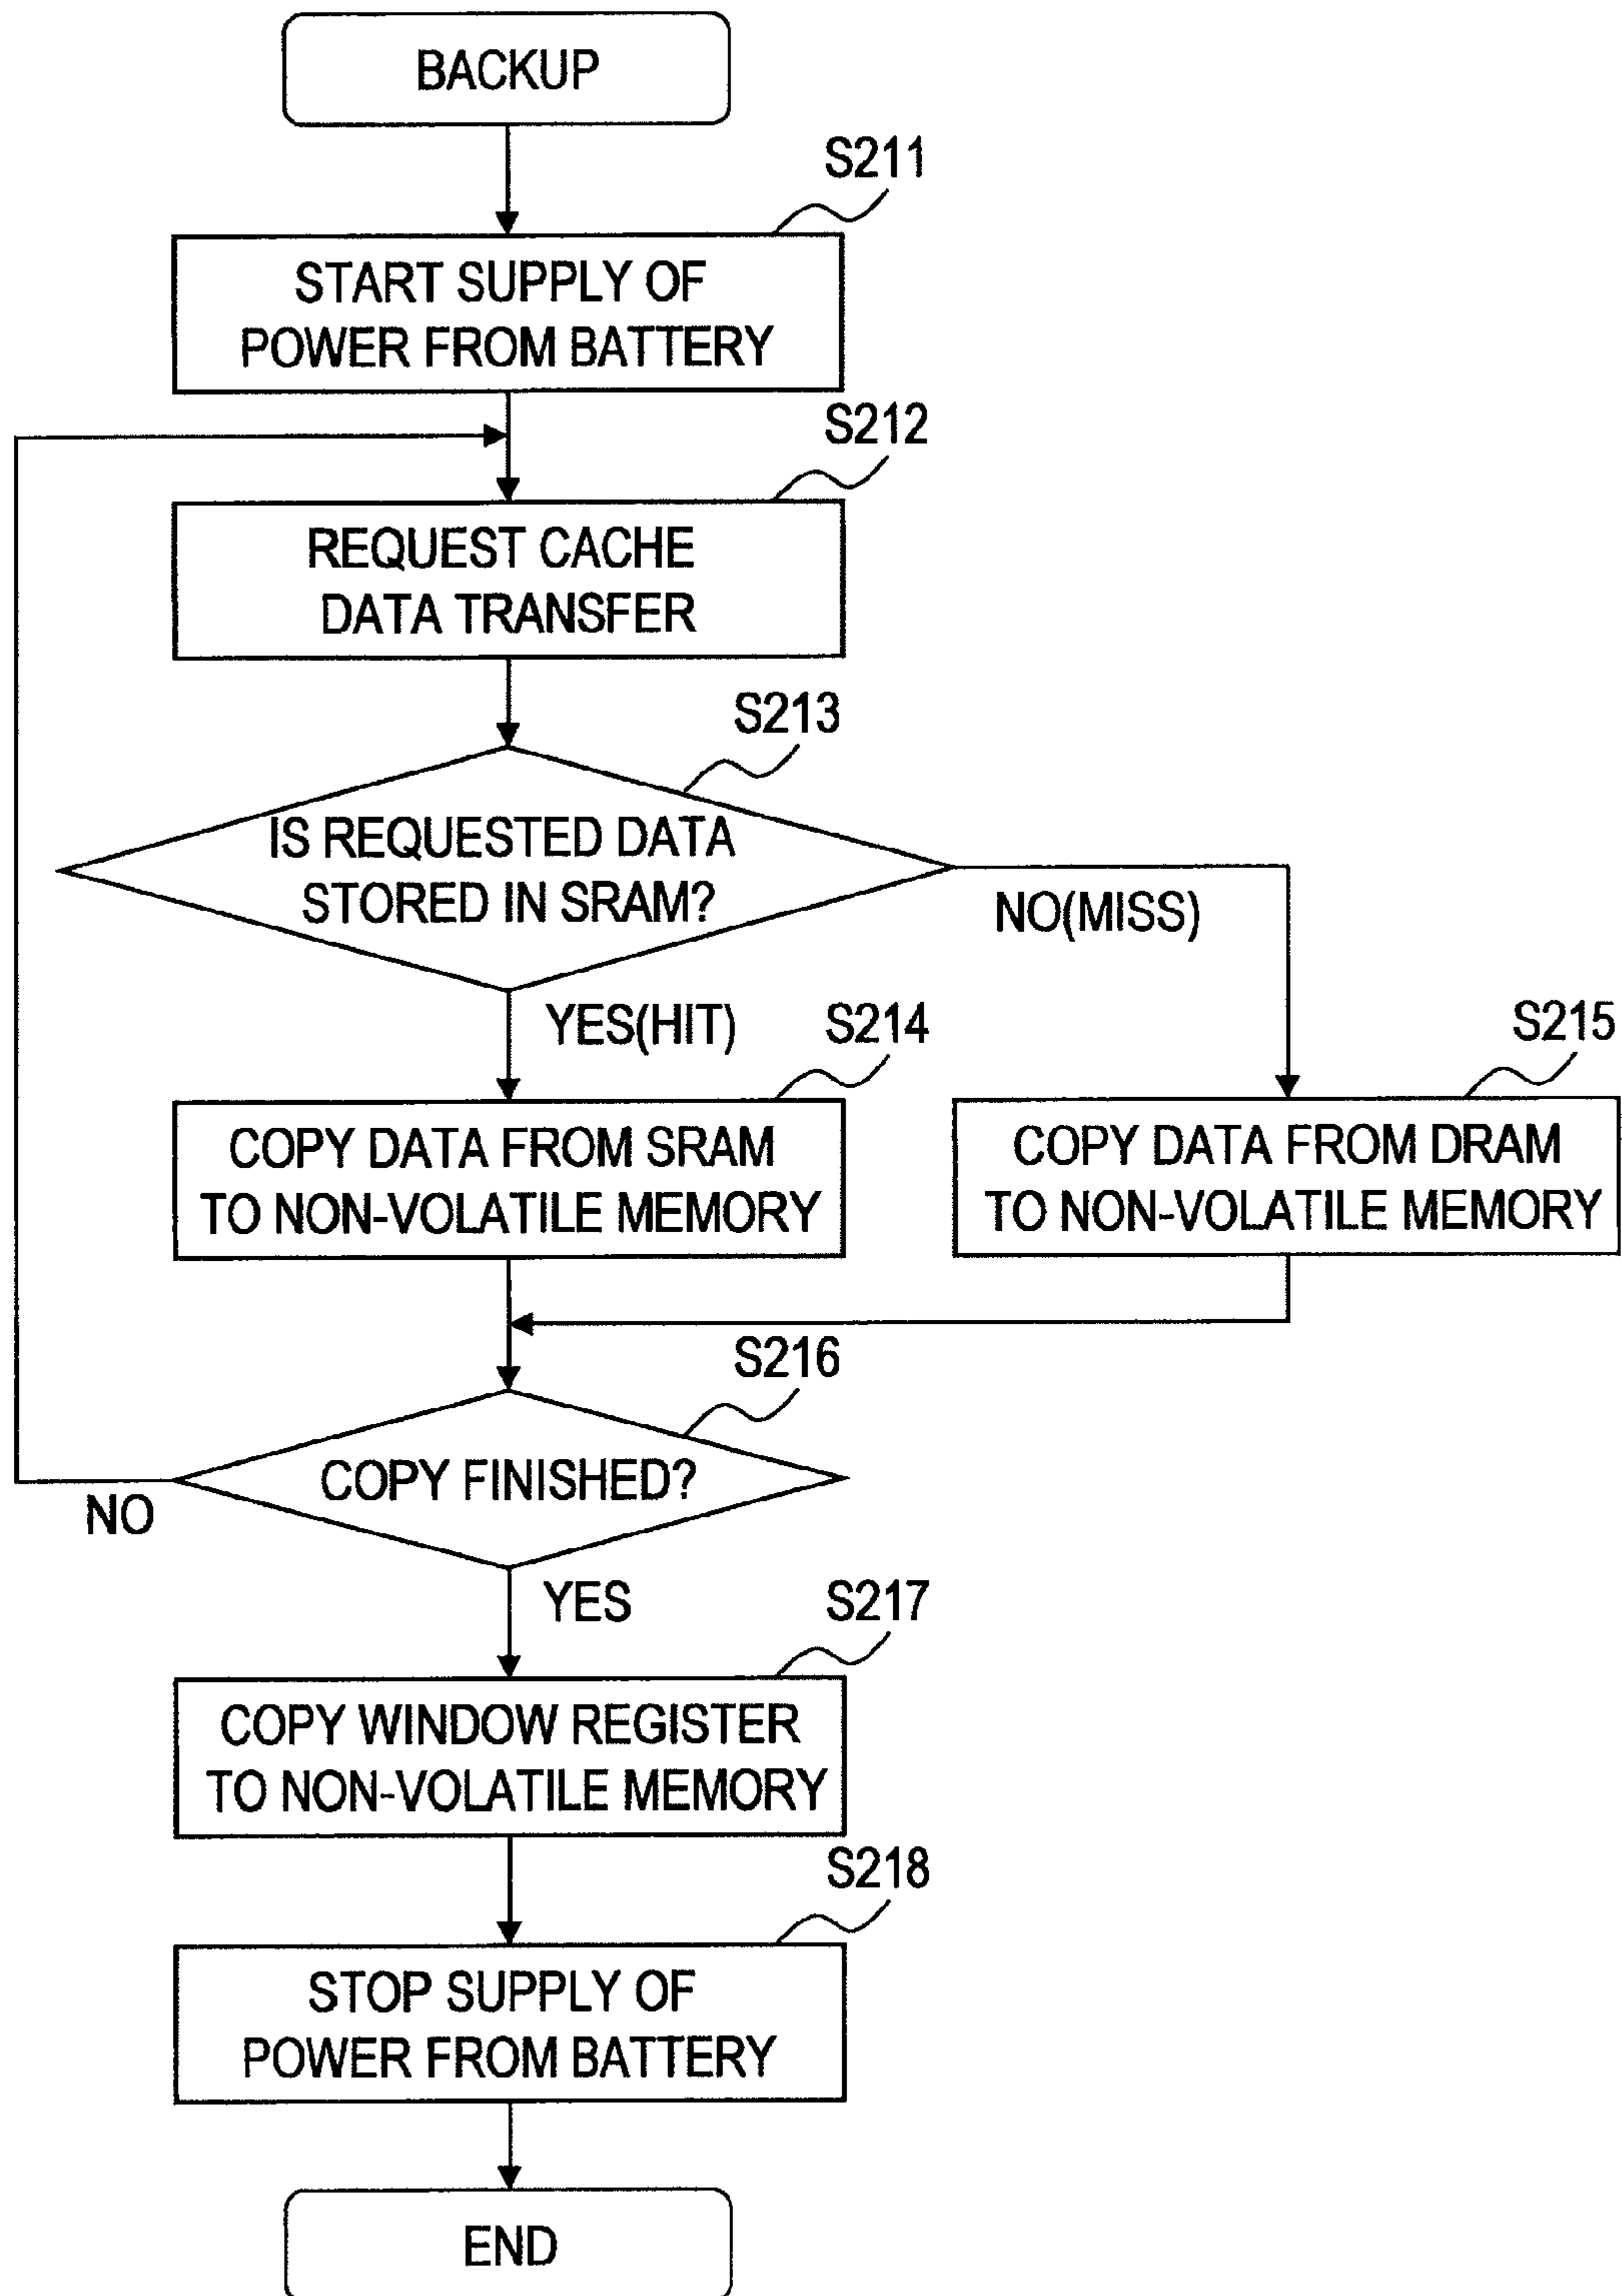 BACKUP
S211
START SUPPLY OF
POWER FROM BATTERY
S212
REQUEST CACHE
DATA TRANSFER
S213
IS REQUESTED DATA
STORED IN SRAM?
NO(MISS)
YES(HIT)
S214
S215
COPY DATA FROM SRAM
TO NON-VOLATILE MEMORY
COPY DATA FROM DRAM
TO NON-VOLATILE MEMORY
S216
COPY FINISHED?
NO
YES
S217
COPY WINDOW REGISTER
TO NON-VOLATILE MEMORY
S218
STOP SUPPLY OF
POWER FROM BATTERY
END